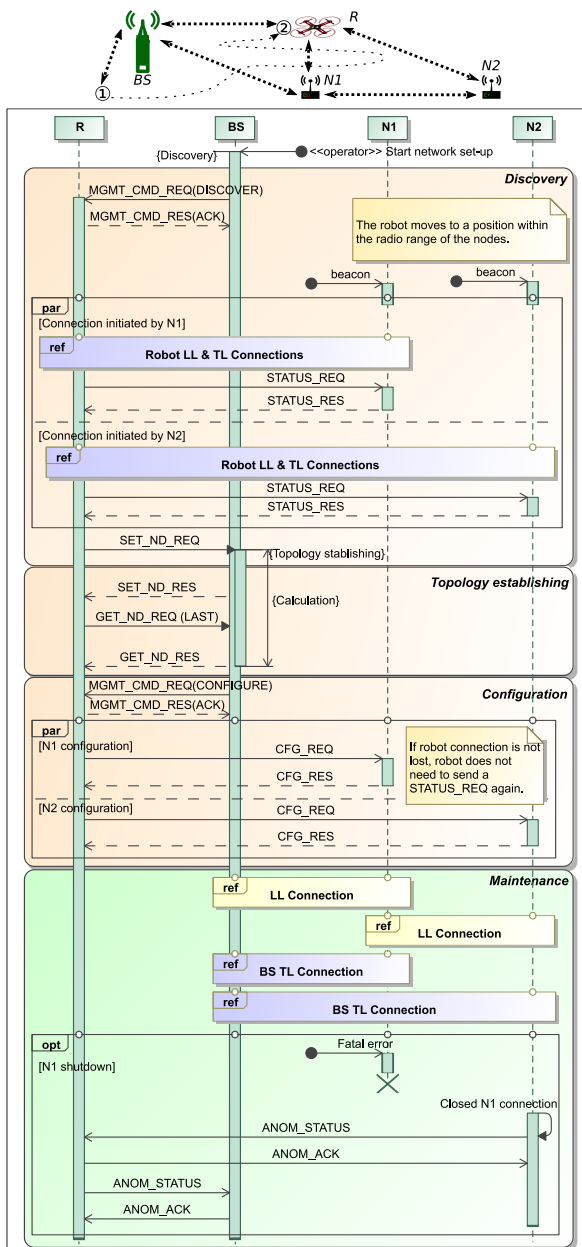 ② R
BS
① N1 N2
R BS N1 N2
{Discovery} <<operator>> Start network set-up
Discovery
MGMT_CMD_REQ(DISCOVER)
MGMT_CMD_RES(ACK)
The robot moves to a position within
the radio range of the nodes.
beacon beacon
par
[Connection initiated by N1]
ref
Robot LL & TL Connections
STATUS_REQ
STATUS_RES
[Connection initiated by N2]
ref
Robot LL & TL Connections
STATUS_REQ
STATUS_RES
SET_ND_REQ
{Topology stablishing}
Topology establishing
SET_ND_RES
{Calculation}
GET_ND_REQ (LAST)
GET_ND_RES
MGMT_CMD_REQ(CONFIGURE)
Configuration
MGMT_CMD_RES(ACK)
par
[N1 configuration]
CFG_REQ
CFG_RES
If robot connection is not
lost, robot does not
need to send a
STATUS_REQ again.
[N2 configuration]
CFG_REQ
CFG_RES
Maintenance
ref
LL Connection
ref
LL Connection
ref
BS TL Connection
ref
BS TL Connection
opt
Fatal error
[N1 shutdown]
Closed N1 connection
ANOM_STATUS
ANOM_ACK
ANOM_STATUS
ANOM_ACK